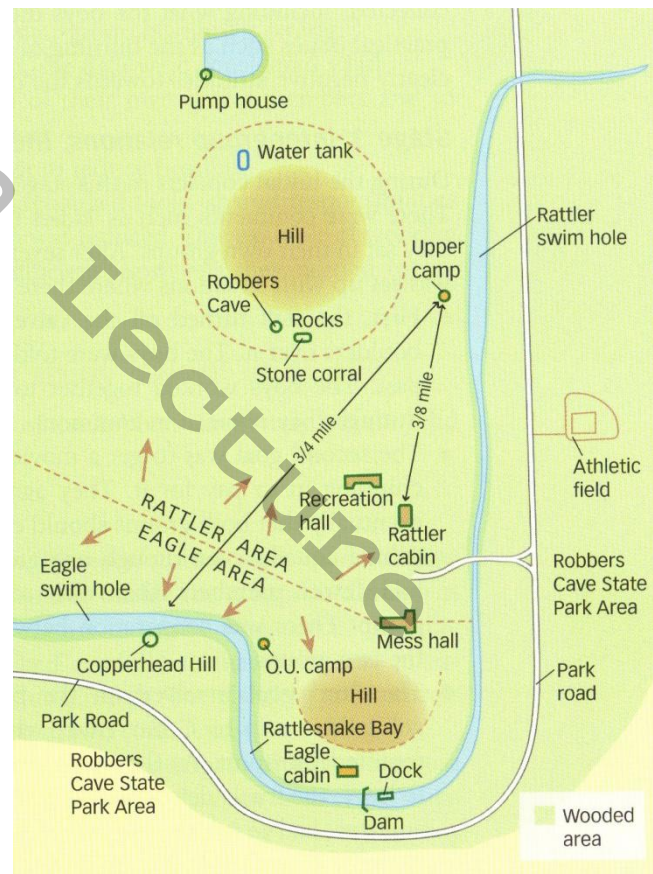 Pump house
Water tank
Hill
Rattler
swim hole
Upper
camp
Robbers
Cave
Rocks
Stone corral
3/4 mile
3/8 mile
Athletic
field
Recreation
hall
Rattler
cabin
RATTLER AREA
EAGLE AREA
Eagle
swim hole
Robbers
Cave State
Park Area
Mess hall
Copperhead Hill
O.U. camp
Park
road
Hill
Park Road
Rattlesnake Bay
Eagle
cabin
Dock
Robbers
Cave State
Park Area
Dam
Wooded
area
Lecture